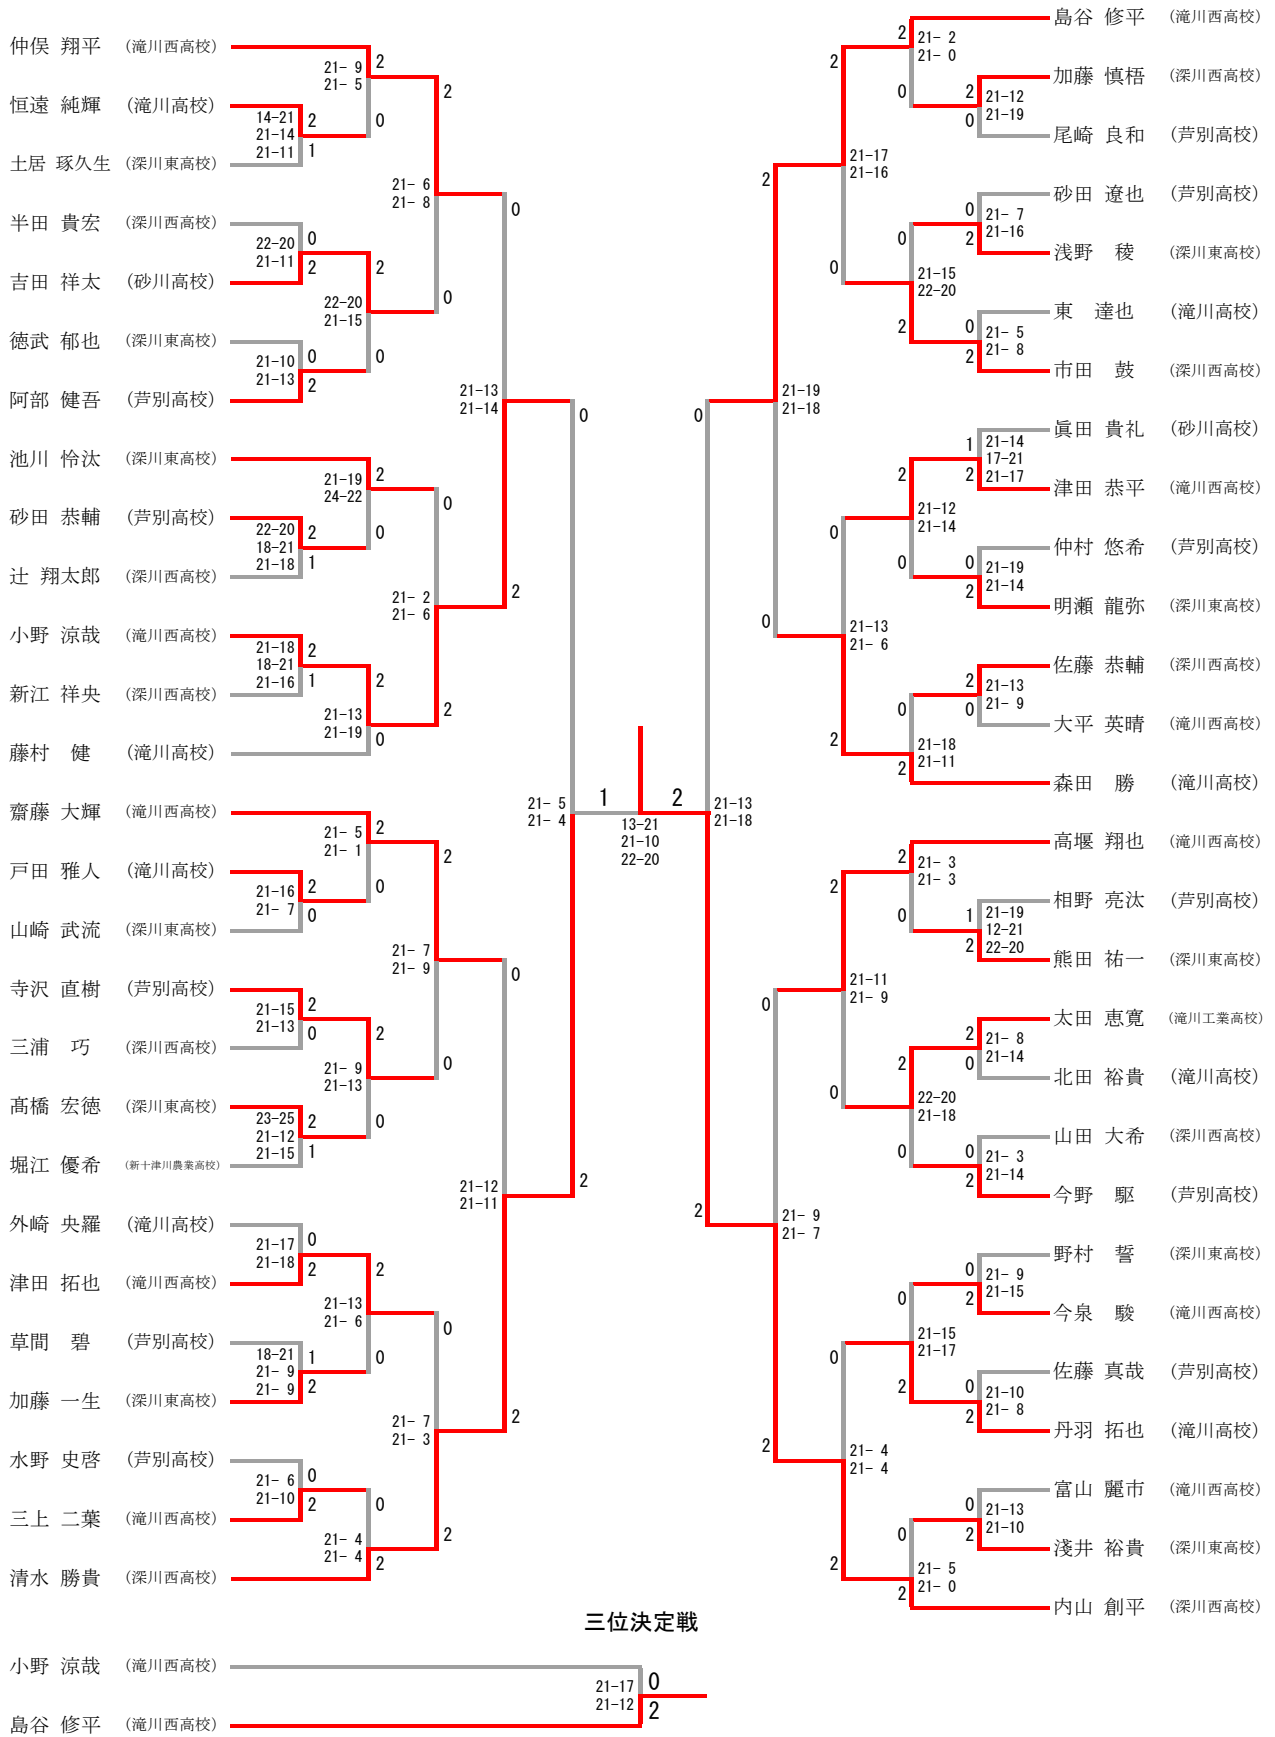 仲俣 翔平 (滝川西高校)
恒遠 純輝 (滝川高校)
土居 琢久生 (深川東高校)
半田 貴宏 (深川西高校)
吉田 祥太 (砂川高校)
徳武 郁也 (深川東高校)
阿部 健吾 (芦別高校)
池川 怜汰 (深川東高校)
砂田 恭輔 (芦別高校)
辻 翔太郎 (深川西高校)
小野 涼哉 (滝川西高校)
新江 祥央 (深川西高校)
藤村 健 (滝川高校)
齋藤 大輝 (滝川西高校)
戸田 雅人 (滝川高校)
山崎 武流 (深川東高校)
寺沢 直樹 (芦別高校)
三浦 巧 (深川西高校)
髙橋 宏徳 (深川東高校)
堀江 優希 (新十津川農業高校)
外崎 央羅 (滝川高校)
津田 拓也 (滝川西高校)
草間 碧 (芦別高校)
加藤 一生 (深川東高校)
水野 史啓 (芦別高校)
三上 二葉 (滝川西高校)
清水 勝貴 (深川西高校)
14-21 2
21-14
21-11 1
22-20 0
21-11 2
21-10 0
21-13 2
22-20 2
18-21
21-18 1
21-18 2
18-21
21-16 1
21-16 2
21- 7 0
21-15 2
21-13 0
23-25 2
21-12
21-15 1
21-17 0
21-18 2
18-21 1
21- 9
21- 9 2
21- 6 0
21-10 2
21- 9 2
21- 5 0
22-20 2
21-15 0
21-19 2
24-22 0
21-13 2
21-19 0
21- 5 2
21- 1 0
21- 9 2
21-13 0
21-13 2
21- 6 0
21- 4 0
21- 4 2
21- 6 2
21- 8 0
21- 2 0
21- 6 2
21- 7 2
21- 9 0
21- 7 0
21- 3 2
21-13 0
21-14 2
21-12 0
21-11 2
21- 5 0
21- 4 2
1 2
13-21
21-10
22-20
0 21-13
2 21-18
2 21-19
0 21-18
0 21- 9
2 21- 7
2 21-17
0 21-16
0 21-13
2 21- 6
2 21-11
0 21- 9
0 21- 4
2 21- 4
2 21- 2
0 21- 0
0 21-15
2 22-20
2 21-12
0 21-14
0 21-18
2 21-11
2 21- 3
0 21- 3
2 22-20
0 21-18
0 21-15
2 21-17
0 21- 5
2 21- 0
2 21-12
0 21-19
0 21- 7
2 21-16
0 21- 5
2 21- 8
1 21-14
17-21
2 21-17
0 21-19
2 21-14
2 21-13
0 21- 9
1 21-19
12-21
2 22-20
2 21- 8
0 21-14
0 21- 3
2 21-14
0 21- 9
2 21-15
0 21-10
2 21- 8
0 21-13
2 21-10
島谷 修平 (滝川西高校)
加藤 慎梧 (深川西高校)
尾崎 良和 (芦別高校)
砂田 遼也 (芦別高校)
浅野 稜 (深川東高校)
東 達也 (滝川高校)
市田 鼓 (深川西高校)
眞田 貴礼 (砂川高校)
津田 恭平 (滝川西高校)
仲村 悠希 (芦別高校)
明瀬 龍弥 (深川東高校)
佐藤 恭輔 (深川西高校)
大平 英晴 (滝川西高校)
森田 勝 (滝川高校)
高堰 翔也 (滝川西高校)
相野 亮汰 (芦別高校)
熊田 祐一 (深川東高校)
太田 恵寛 (滝川工業高校)
北田 裕貴 (滝川高校)
山田 大希 (深川西高校)
今野 駆 (芦別高校)
野村 誓 (深川東高校)
今泉 駿 (滝川西高校)
佐藤 真哉 (芦別高校)
丹羽 拓也 (滝川高校)
富山 麗市 (滝川西高校)
淺井 裕貴 (深川東高校)
内山 創平 (深川西高校)
三位決定戦
小野 涼哉 (滝川西高校)
21-17 0
21-12 2
島谷 修平 (滝川西高校)